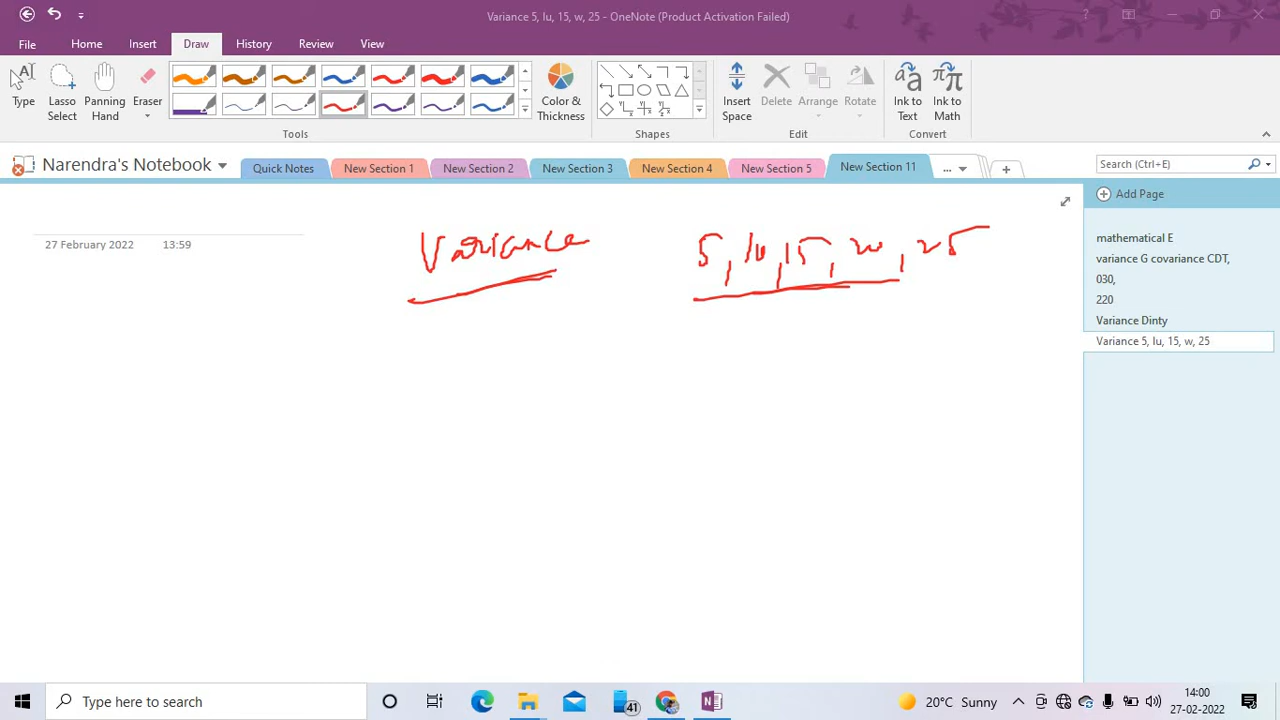 Variance 5, lu, 15, w, 25 - OneNote (Product Activation Failed)
File Home Insert Draw History Review View
Type
Lasso Select
Panning Hand
Eraser
Color & Thickness
Insert Space
Delete
Arrange
Rotate
Ink to Text
Ink to Math
Tools Shapes Edit Convert
Narendra's Notebook Quick Notes New Section 1 New Section 2 New Section 3 New Section 4 New Section 5 New Section 11 ... Search (Ctrl+E)
Add Page
27 February 2022 13:59
Variance 5, 10, 15, 20, 25
mathematical E
variance G covariance CDT,
030,
220
Variance Dinty
Variance 5, lu, 15, w, 25
Type here to search 41 20°C Sunny 14:00
27-02-2022